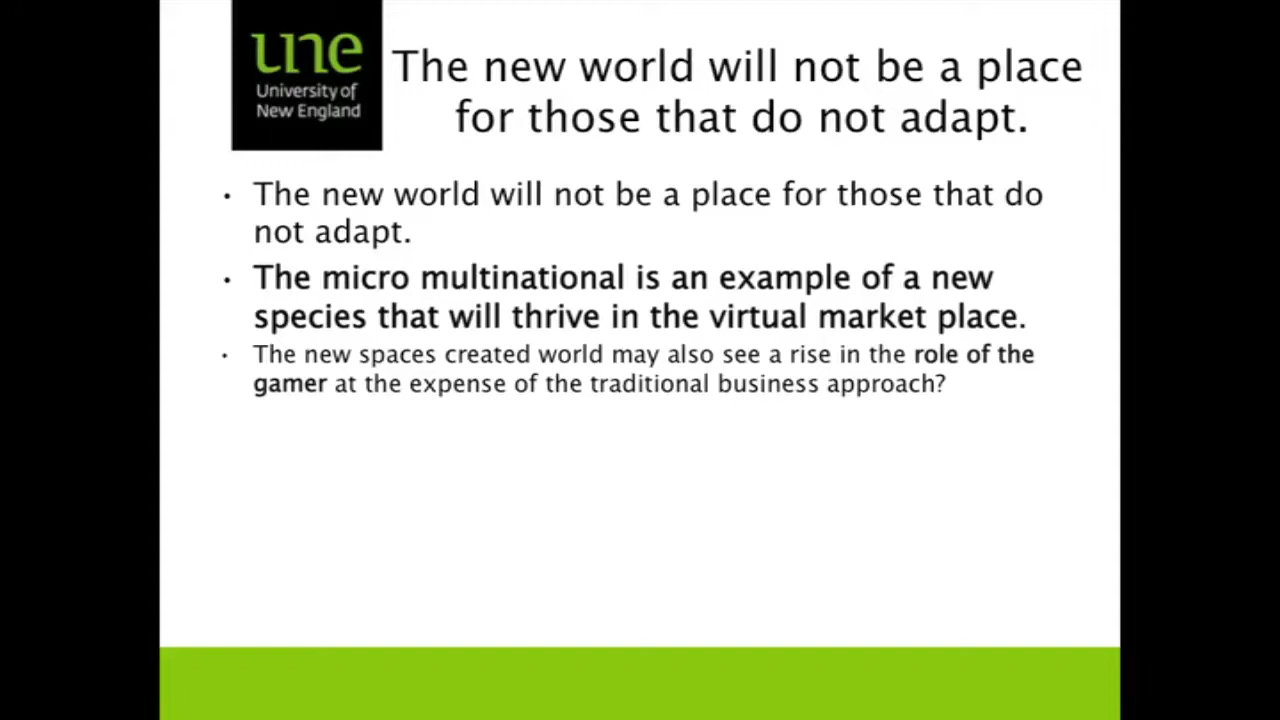 une
University of
New England
The new world will not be a place
for those that do not adapt.
• The new world will not be a place for those that do
not adapt.
• The micro multinational is an example of a new
species that will thrive in the virtual market place.
• The new spaces created world may also see a rise in the role of the
gamer at the expense of the traditional business approach?